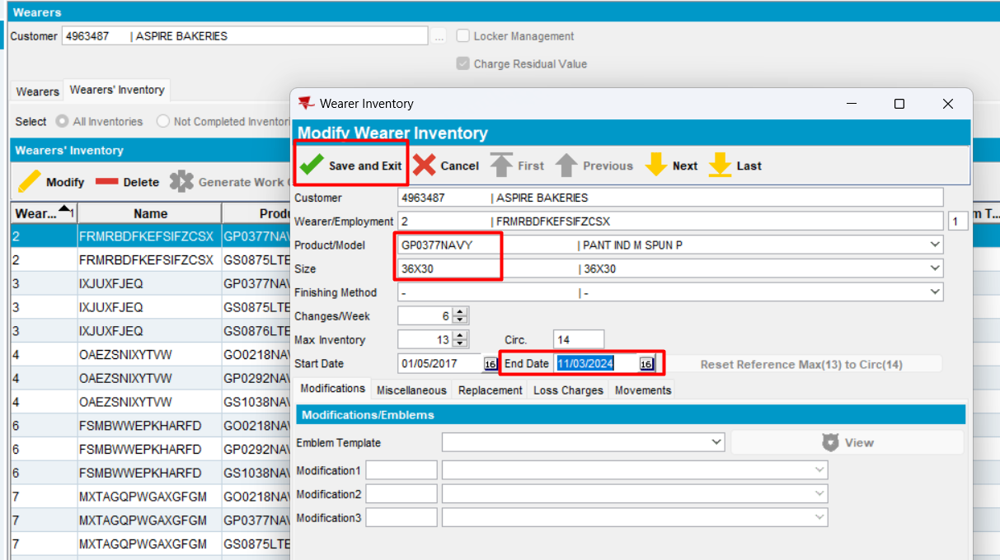 Wearers
Customer 4963487 | ASPIRE BAKERIES ... Locker Management
Charge Residual Value
Wearers Wearers' Inventory
Select All Inventories Not Completed Inventori
Wearers' Inventory
Modify Delete Generate Work
Wear... 1 Name Produ
2 FRMRBDFKEFSIFZCSX GP0377NAV
2 FRMRBDFKEFSIFZCSX GS0875LTE
3 IXJUXFJEQ GP0377NAV
3 IXJUXFJEQ GS0875LTE
3 IXJUXFJEQ GS0876LTE
4 OAEZSNIXYTVW GO0218NAV
4 OAEZSNIXYTVW GP0292NAV
4 OAEZSNIXYTVW GS1038NAV
6 FSMBWWEPKHARFD GO0218NAV
6 FSMBWWEPKHARFD GP0292NAV
6 FSMBWWEPKHARFD GS1038NAV
7 MXTAGQPWGAXGFGM GO0218NAV
7 MXTAGQPWGAXGFGM GP0377NAV
7 MXTAGQPWGAXGFGM GS0875LTE
m T...
Wearer Inventory
Modify Wearer Inventory
Save and Exit Cancel First Previous Next Last
Customer 4963487 | ASPIRE BAKERIES
Wearer/Employment 2 | FRMRBDFKEFSIFZCSX 1
Product/Model GP0377NAVY | PANT IND M SPUN P
Size 36X30 | 36X30
Finishing Method - | -
Changes/Week 6
Max Inventory 13 Circ. 14
Start Date 01/05/2017 16 End Date 11/03/2024 16 Reset Reference Max(13) to Circ(14)
Modifications Miscellaneous Replacement Loss Charges Movements
Modifications/Emblems
Emblem Template View
Modification1
Modification2
Modification3